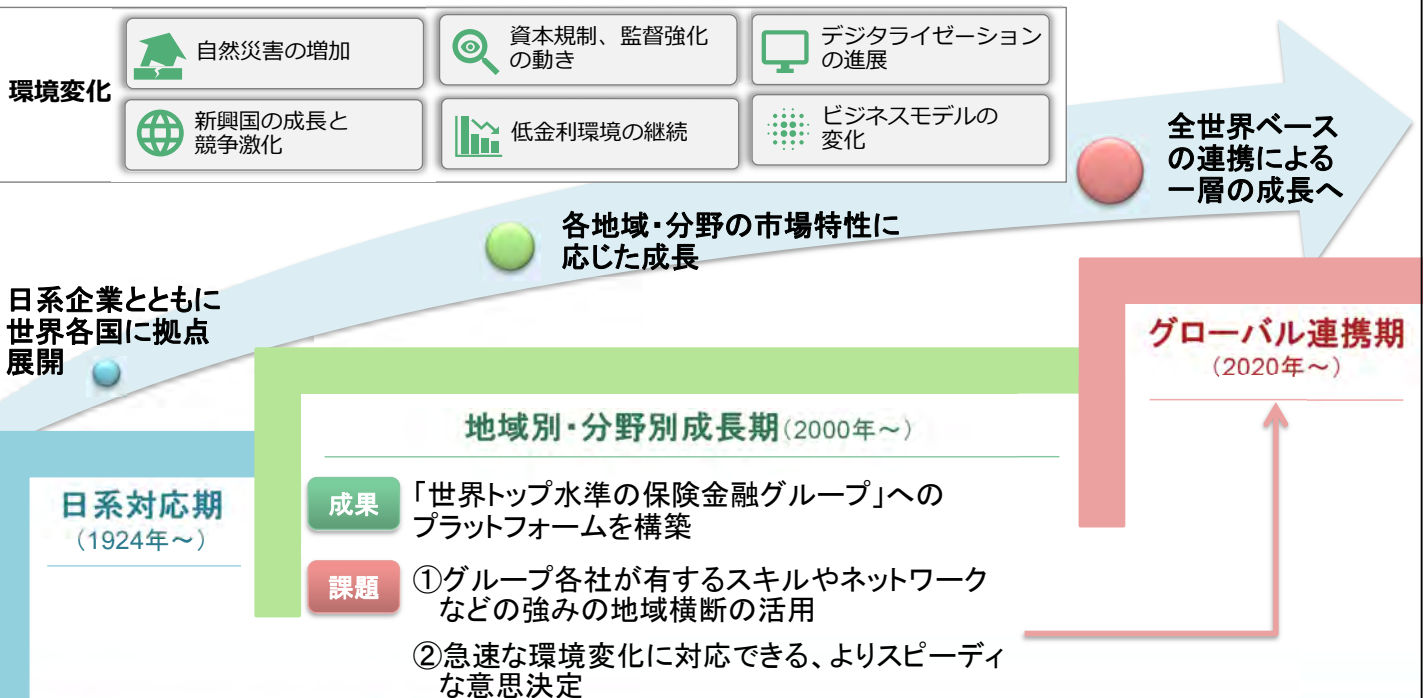 環境変化
自然災害の増加
資本規制、監督強化
の動き
デジタライゼーション
の進展
新興国の成長と
競争激化
低金利環境の継続
ビジネスモデルの
変化
全世界ベース
の連携による
一層の成長へ
各地域・分野の市場特性に
応じた成長
日系企業とともに
世界各国に拠点
展開
グローバル連携期
(2020年～)
地域別・分野別成長期(2000年～)
日系対応期
(1924年～)
成果
「世界トップ水準の保険金融グループ」への
プラットフォームを構築
課題
①グループ各社が有するスキルやネットワーク
などの強みの地域横断の活用
②急速な環境変化に対応できる、よりスピーディ
な意思決定